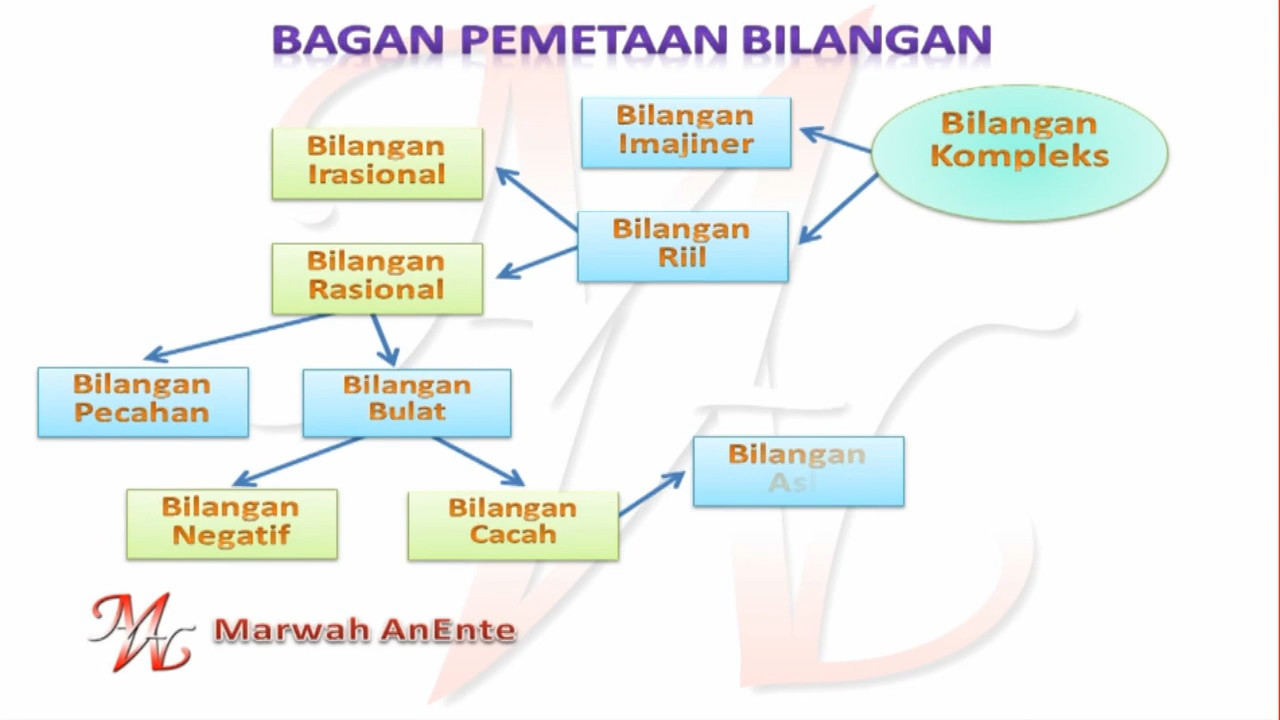 BAGAN PEMETAAN BILANGAN
Bilangan
Kompleks
Bilangan
Imajiner
Bilangan
Riil
Bilangan
Irasional
Bilangan
Rasional
Bilangan
Pecahan
Bilangan
Bulat
Bilangan
Negatif
Bilangan
Cacah
Bilangan
Asl
Marwah AnEnte